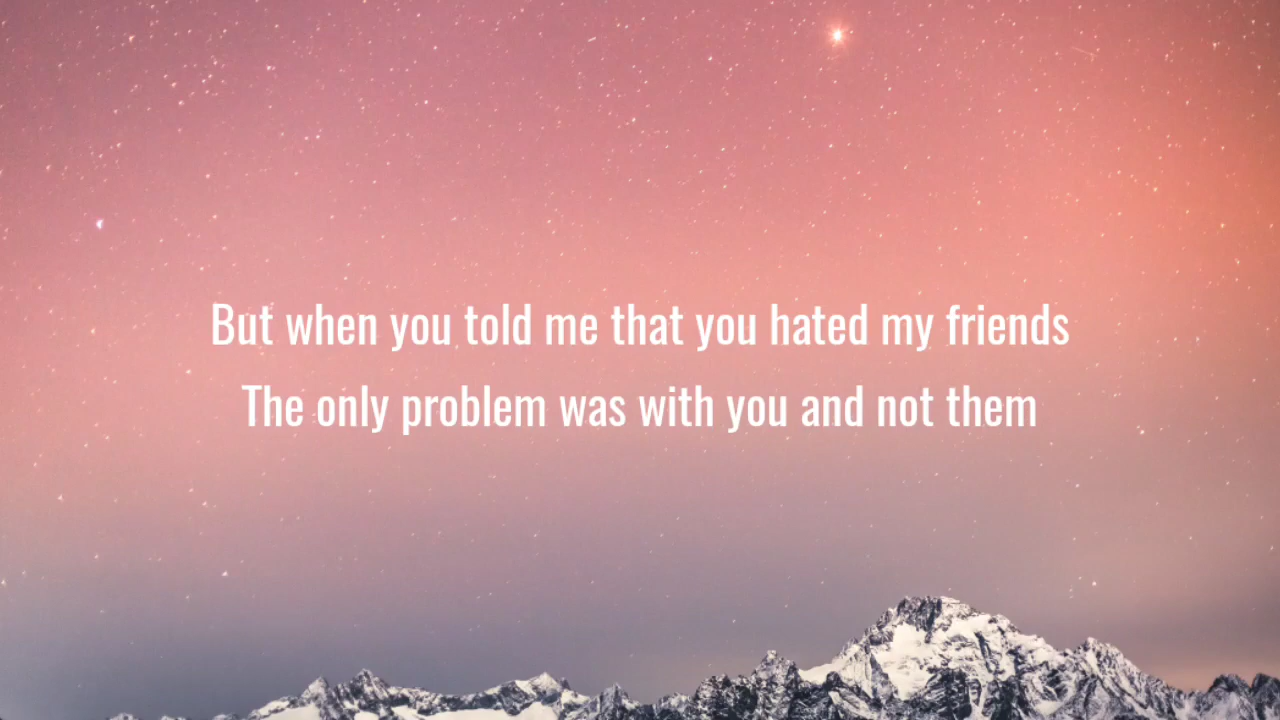 But when you told me that you hated my friends
The only problem was with you and not them